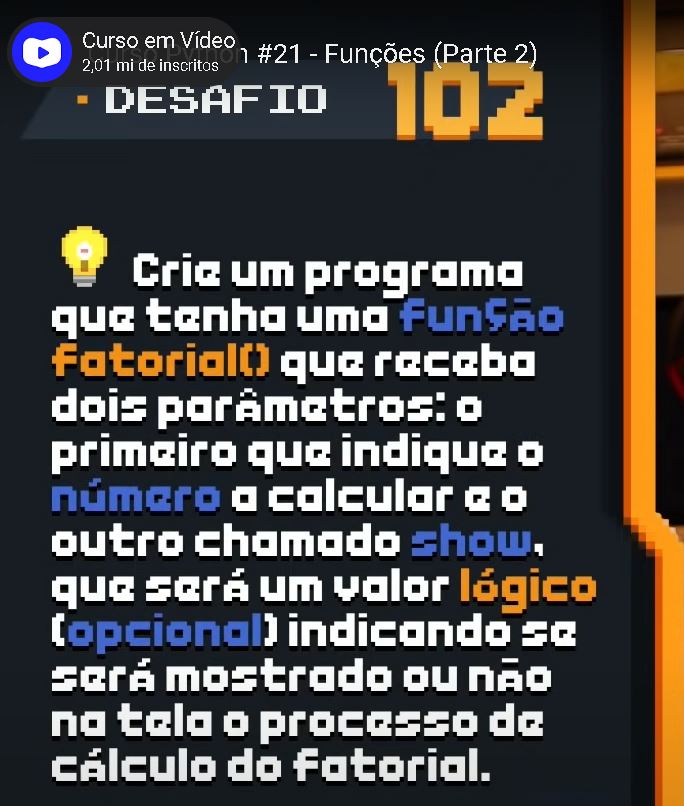 Curso em Vídeo
2,01 mi de inscritos
#21 - Funções (Parte 2)
DESAFIO 102
Crie um programa
que tenha uma função
fatorial() que receba
dois parâmetros: o
primeiro que indique o
número a calcular e o
outro chamado show,
que será um valor lógico
(opcional) indicando se
será mostrado ou não
na tela o processo de
cálculo do fatorial.